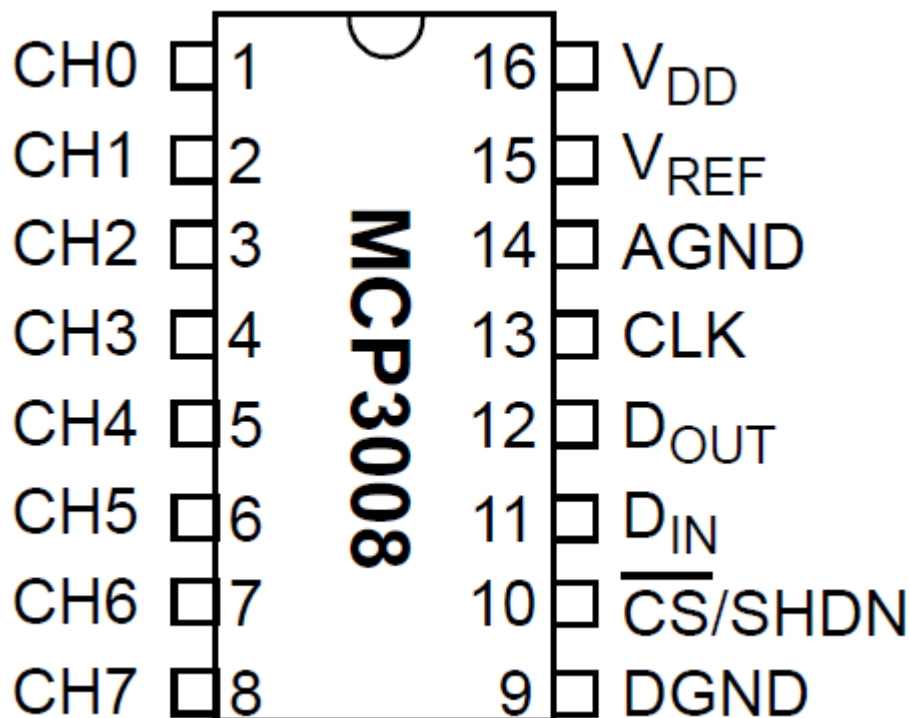 CH0 1 16 VDD
CH1 2 15 VREF
CH2 3 14 AGND
CH3 4 13 CLK
CH4 5 12 DOUT
CH5 6 11 DIN
CH6 7 10 C̅S̅/SHDN
CH7 8 9 DGND
MCP3008